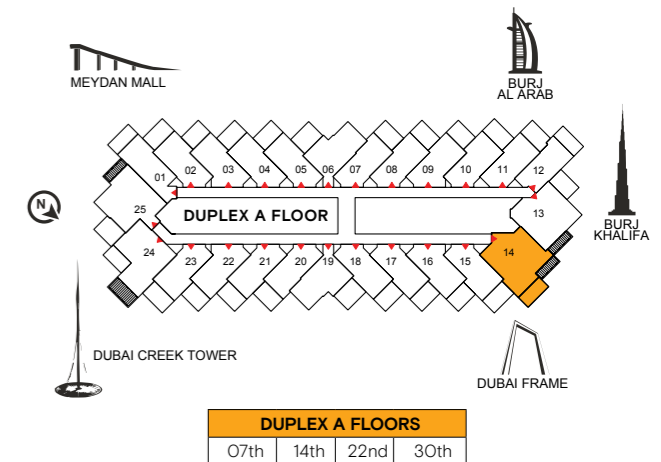 MEYDAN MALL
BURJ
AL ARAB
BURJ
KHALIFA
N
01 02 03 04 05 06 07 08 09 10 11 12
25 DUPLEX A FLOOR 13
24 23 22 21 20 19 18 17 16 15 14
DUBAI CREEK TOWER
DUBAI FRAME
DUPLEX A FLOORS
07th 14th 22nd 30th